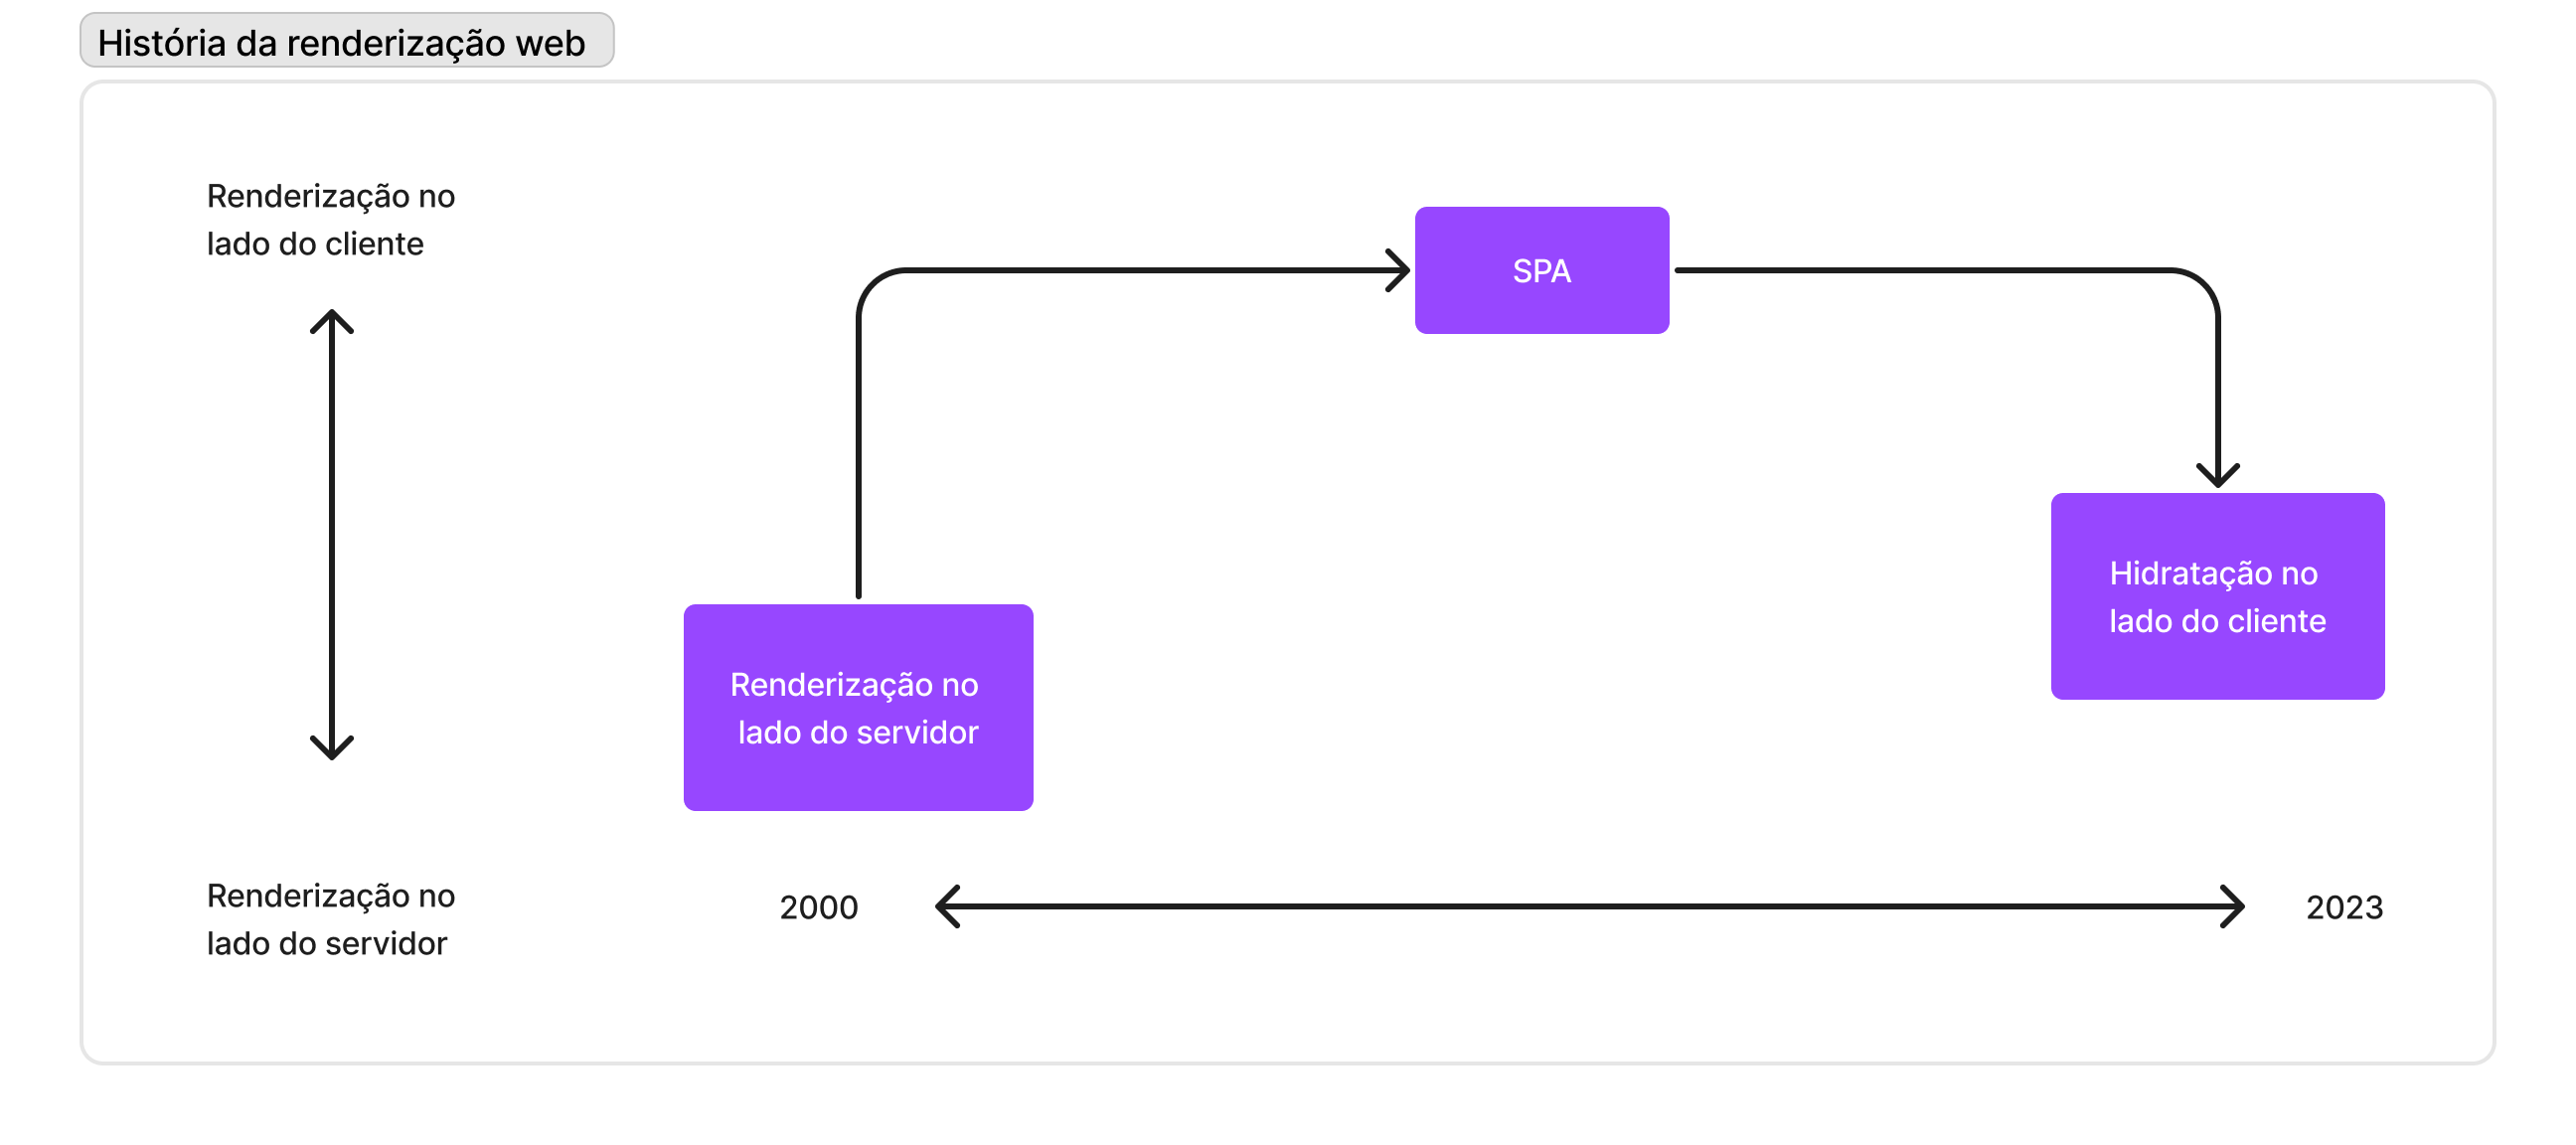 História da renderização web
Renderização no
lado do cliente
SPA
Hidratação no
lado do cliente
Renderização no
lado do servidor
Renderização no
lado do servidor
2000
2023